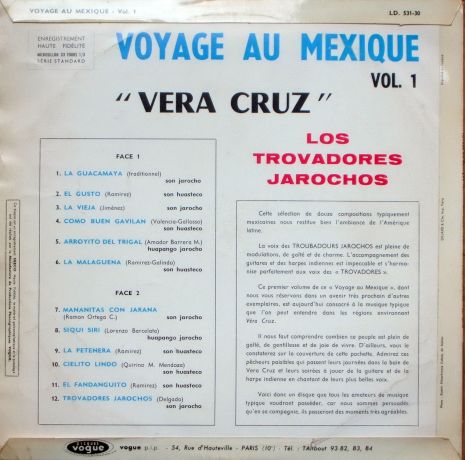 VOYAGE AU MEXIQUE - Vol. 1
LD. 531-30
ENREGISTREMENT
HAUTE FIDÉLITÉ
MICROSILLON 33 TOURS 1/3
SÉRIE STANDARD
VOYAGE AU MEXIQUE
VOL. 1
"VERA CRUZ"
LOS
TROVADORES
JAROCHOS
FACE 1
1. LA GUACAMAYA (traditionnel)
son jarocho
2. EL GUSTO (Ramirez)
son huasteco
3. LA VIEJA (Jiménez)
son jarocho
4. COMO BUEN GAVILAN (Valencia-Gallosso)
son huasteco
5. ARROYITO DEL TRIGAL (Amador Barrera M.)
huapango jarocho
6. LA MALAGUENA (Ramirez-Galindo)
son huasteco
FACE 2
7. MANANITAS CON JARANA
(Ramon Ortega C.)
son jarocho
8. SIQUI SIRI (Lorenzo Barcelata)
huapango jarocho
9. LA PETENERA (Ramirez)
son huasteco
10. CIELITO LINDO (Quirina M. Mendoza)
son huasteco
11. EL FANDANGUITO (Ramirez)
son huasteco
12. TROVADORES JAROCHOS (Delgado)
son jarocho
Cette sélection de douze compositions typiquement
mexicaines nous restitue bien l'ambiance de l'Amérique
latine.
La voix des TROUBADOURS JAROCHOS est pleine de
modulations, de gaîté et de charme. L'accompagnement des
guitares et des harpes indiennes est impeccable et s'harmo-
nise parfaitement aux voix des « TROVADORES ».
Ce premier volume de ce « Voyage au Mexique », dont
nous vous réservons dans un avenir très prochain d'autres
exemplaires, est aujourd'hui consacré à la musique typique
que l'on peut entendre dans les régions environnant
Véra Cruz.
Il nous faut comprendre combien ce peuple est plein de
gaîté, de gentillesse et de joie de vivre. D'ailleurs, vous le
constaterez sur la couverture de cette pochette. Admirez ces
pêcheurs paisibles qui passent leurs journées dans la baie de
Vera Cruz et leurs soirées à jouer de la guitare et de la
harpe indienne en chantant de leurs plus belles voix.
Voici donc un disque que tous les amateurs de musique
typique voudront posséder, car nous sommes persuadés
qu'en sa compagnie, ils passeront des moments très agréables.
DISQUES
vogue
vogue p.i.p. - 54, Rue d'Hauteville - PARIS (10e) - Tél. : TAItbout 93-82, 83, 84